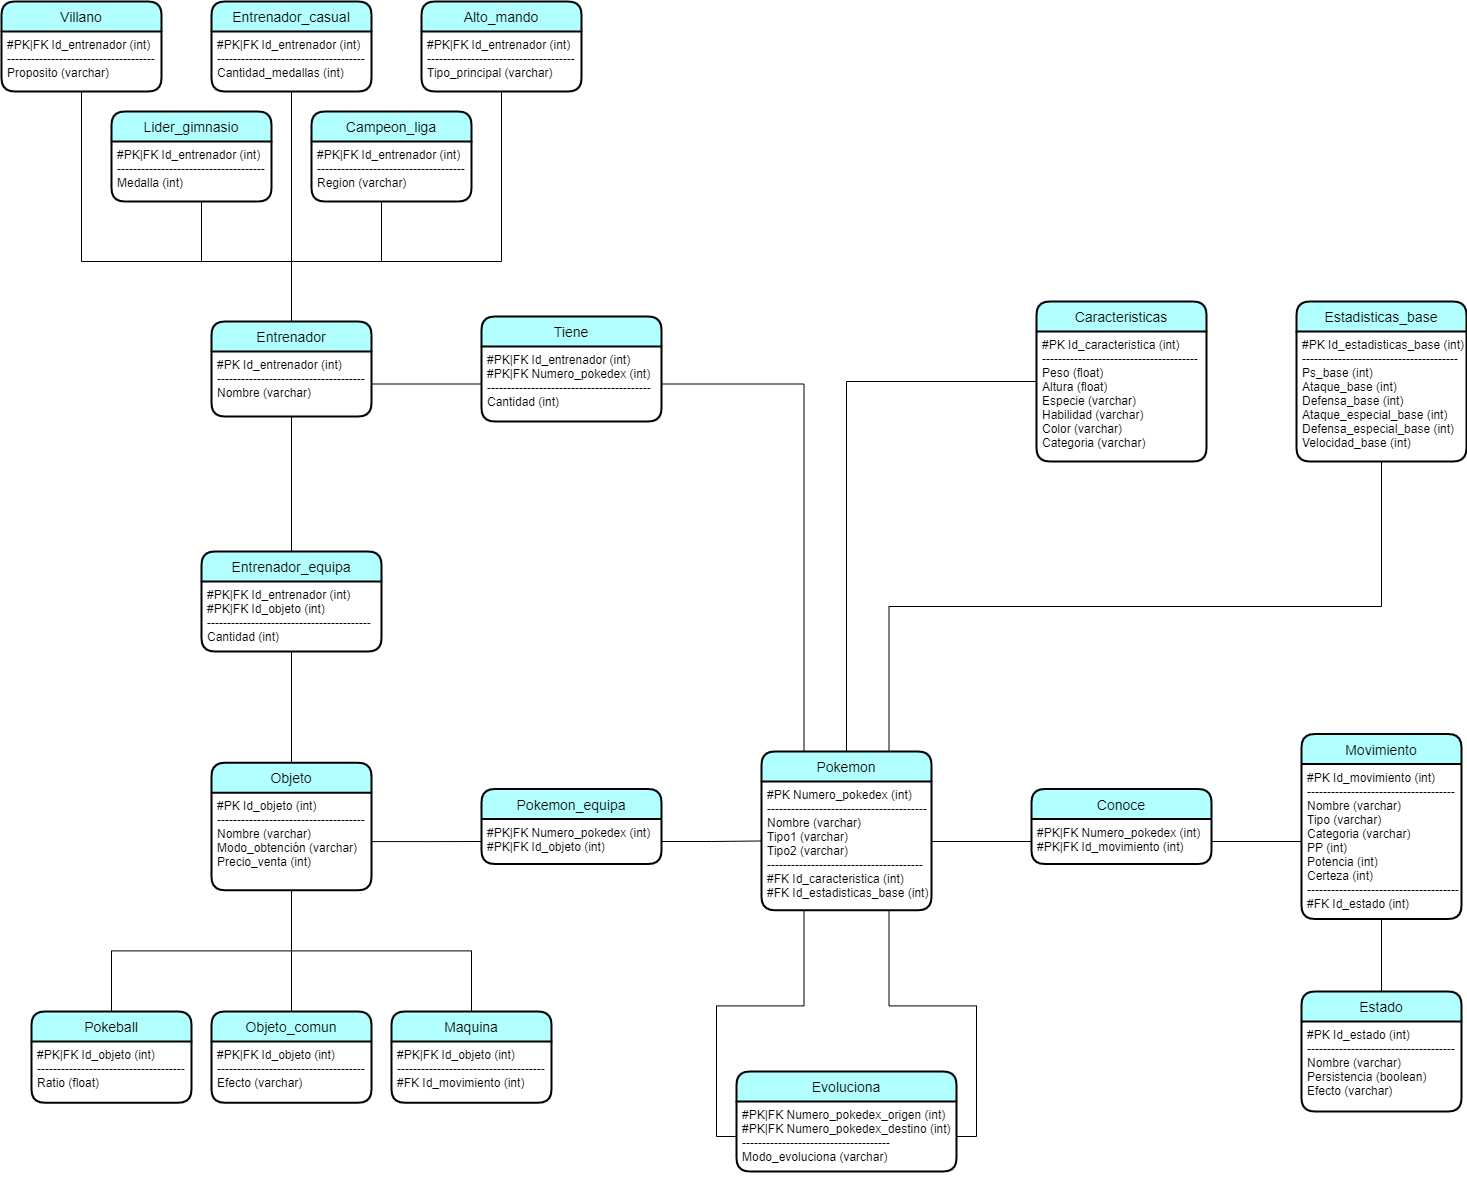 Villano
#PK|FK Id_entrenador (int)
-------------------------------------
Proposito (varchar)
Entrenador_casual
#PK|FK Id_entrenador (int)
-------------------------------------
Cantidad_medallas (int)
Alto_mando
#PK|FK Id_entrenador (int)
-------------------------------------
Tipo_principal (varchar)
Lider_gimnasio
#PK|FK Id_entrenador (int)
-------------------------------------
Medalla (int)
Campeon_liga
#PK|FK Id_entrenador (int)
-------------------------------------
Region (varchar)
Entrenador
#PK Id_entrenador (int)
-------------------------------------
Nombre (varchar)
Tiene
#PK|FK Id_entrenador (int)
#PK|FK Numero_pokedex (int)
-----------------------------------------
Cantidad (int)
Caracteristicas
#PK Id_caracteristica (int)
---------------------------------------
Peso (float)
Altura (float)
Especie (varchar)
Habilidad (varchar)
Color (varchar)
Categoria (varchar)
Estadisticas_base
#PK Id_estadisticas_base (int)
---------------------------------------
Ps_base (int)
Ataque_base (int)
Defensa_base (int)
Ataque_especial_base (int)
Defensa_especial_base (int)
Velocidad_base (int)
Entrenador_equipa
#PK|FK Id_entrenador (int)
#PK|FK Id_objeto (int)
-----------------------------------------
Cantidad (int)
Objeto
#PK Id_objeto (int)
-------------------------------------
Nombre (varchar)
Modo_obtención (varchar)
Precio_venta (int)
Pokemon_equipa
#PK|FK Numero_pokedex (int)
#PK|FK Id_objeto (int)
Pokemon
#PK Numero_pokedex (int)
----------------------------------------
Nombre (varchar)
Tipo1 (varchar)
Tipo2 (varchar)
---------------------------------------
#FK Id_caracteristica (int)
#FK Id_estadisticas_base (int)
Conoce
#PK|FK Numero_pokedex (int)
#PK|FK Id_movimiento (int)
Movimiento
#PK Id_movimiento (int)
-------------------------------------
Nombre (varchar)
Tipo (varchar)
Categoria (varchar)
PP (int)
Potencia (int)
Certeza (int)
--------------------------------------
#FK Id_estado (int)
Pokeball
#PK|FK Id_objeto (int)
-------------------------------------
Ratio (float)
Objeto_comun
#PK|FK Id_objeto (int)
-------------------------------------
Efecto (varchar)
Maquina
#PK|FK Id_objeto (int)
-------------------------------------
#FK Id_movimiento (int)
Estado
#PK Id_estado (int)
-------------------------------------
Nombre (varchar)
Persistencia (boolean)
Efecto (varchar)
Evoluciona
#PK|FK Numero_pokedex_origen (int)
#PK|FK Numero_pokedex_destino (int)
-------------------------------------
Modo_evoluciona (varchar)